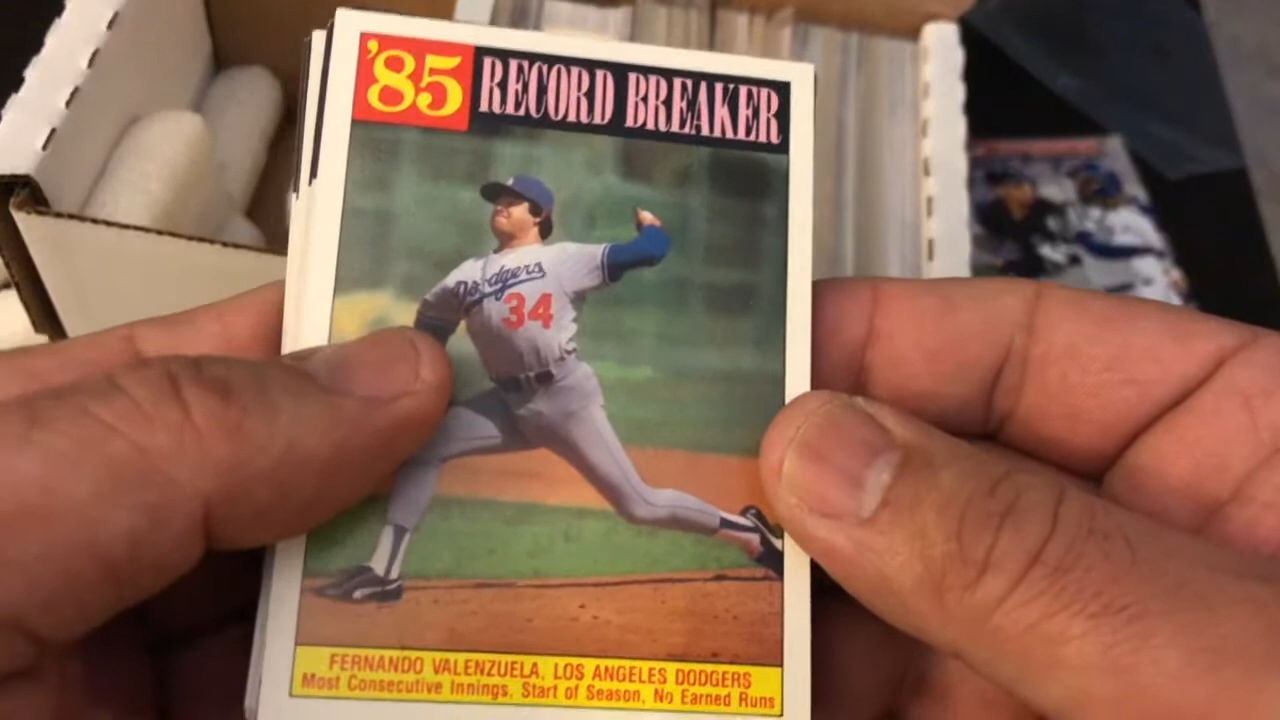 '85 RECORD BREAKER
Dodgers
34
FERNANDO VALENZUELA, LOS ANGELES DODGERS
Most Consecutive Innings, Start of Season, No Earned Runs